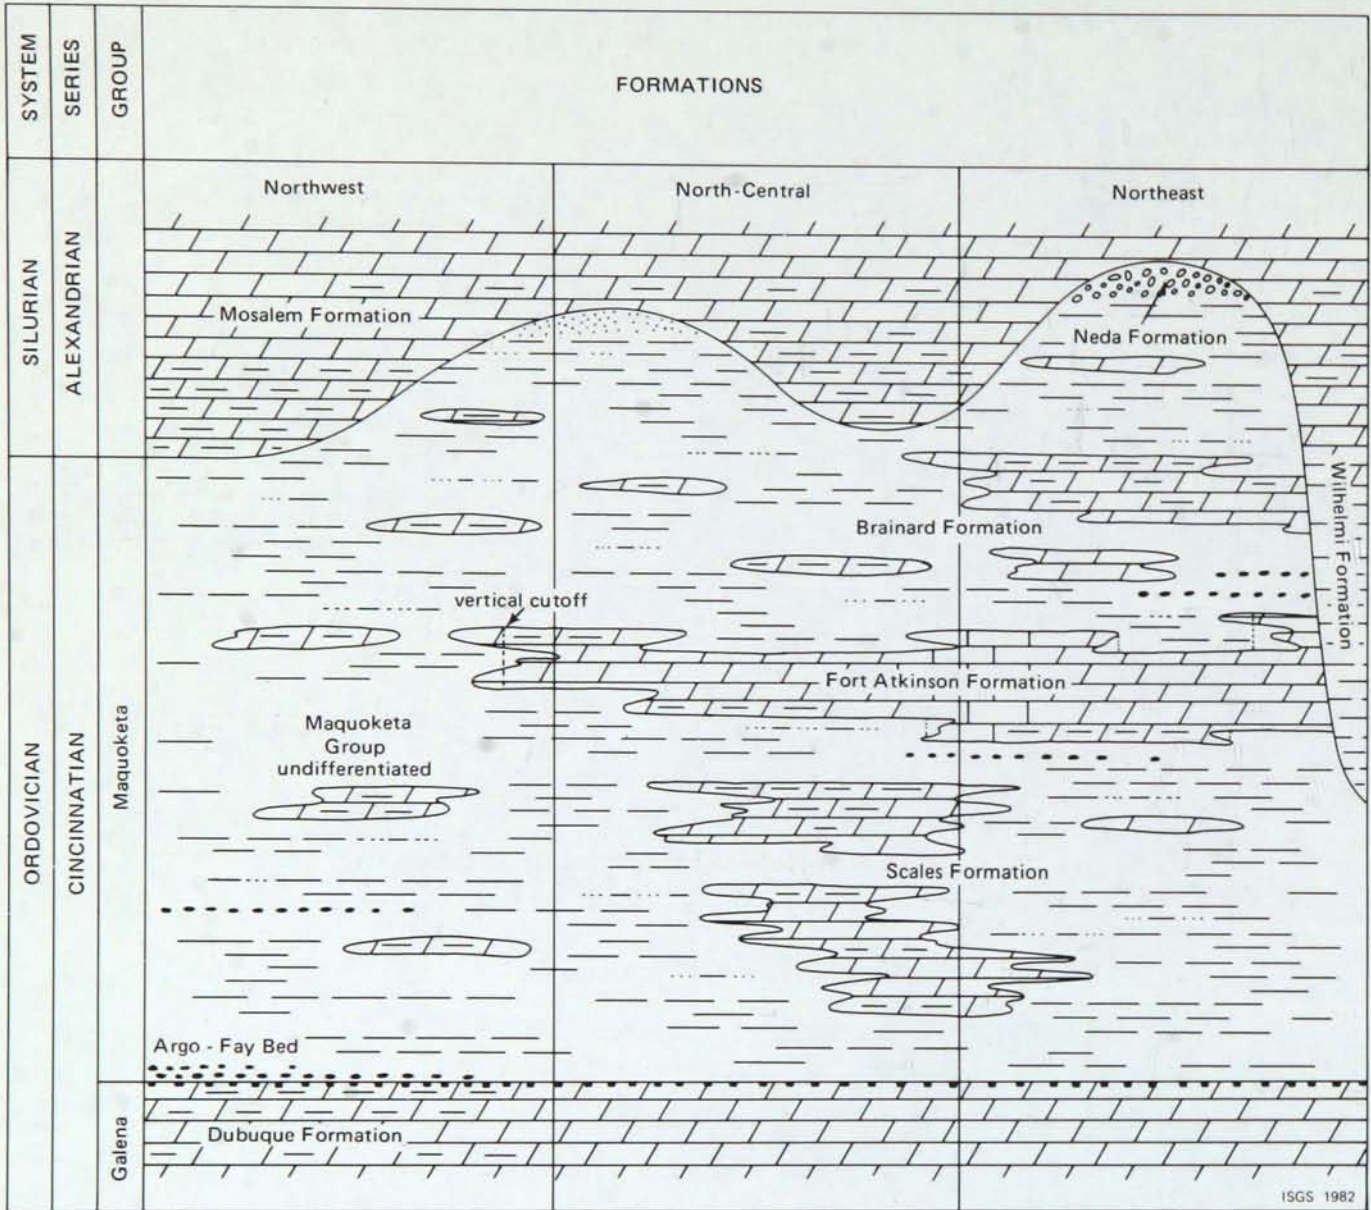 SYSTEM
SERIES
GROUP
FORMATIONS
Northwest
North-Central
Northeast
SILURIAN
ALEXANDRIAN
Mosalem Formation
Neda Formation
Wilhelmi Formation
Brainard Formation
vertical cutoff
Fort Atkinson Formation
ORDOVICIAN
CINCINNATIAN
Maquoketa
Maquoketa
Group
undifferentiated
Scales Formation
Argo - Fay Bed
Galena
Dubuque Formation
ISGS 1982